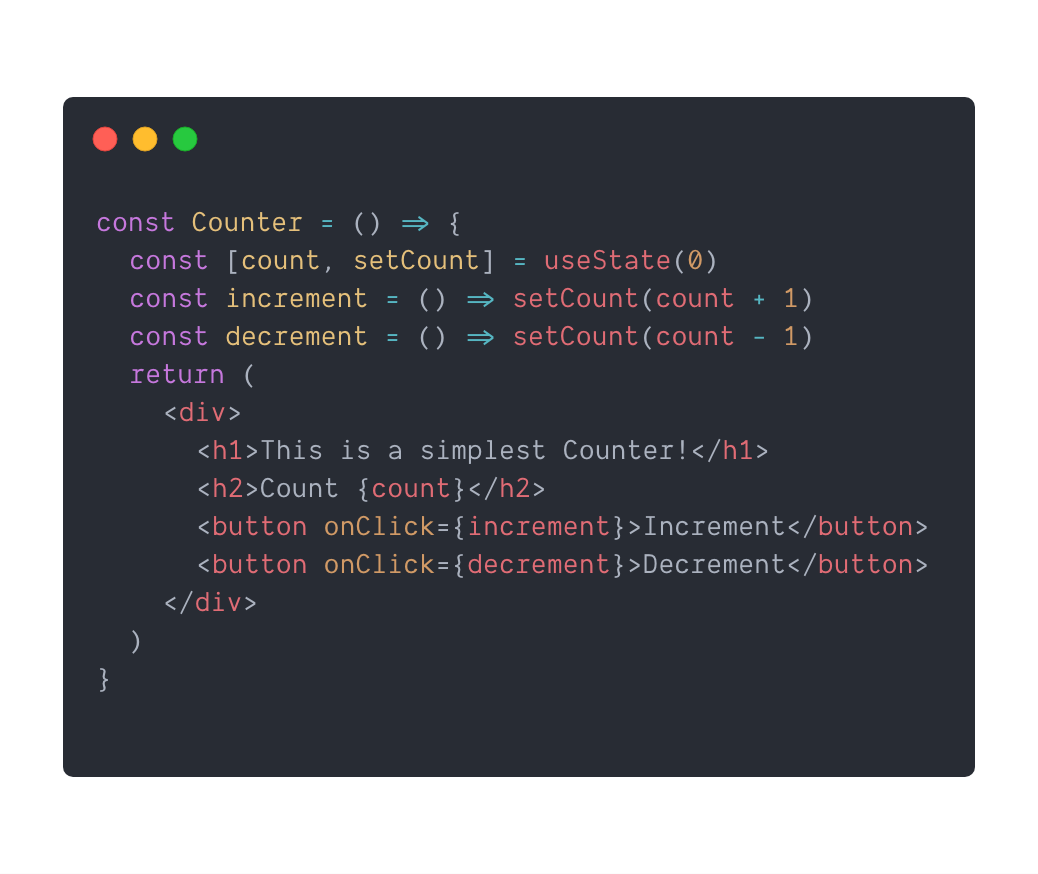 const Counter = () => {
  const [count, setCount] = useState(0)
  const increment = () => setCount(count + 1)
  const decrement = () => setCount(count - 1)
  return (
    <div>
      <h1>This is a simplest Counter!</h1>
      <h2>Count {count}</h2>
      <button onClick={increment}>Increment</button>
      <button onClick={decrement}>Decrement</button>
    </div>
  )
}